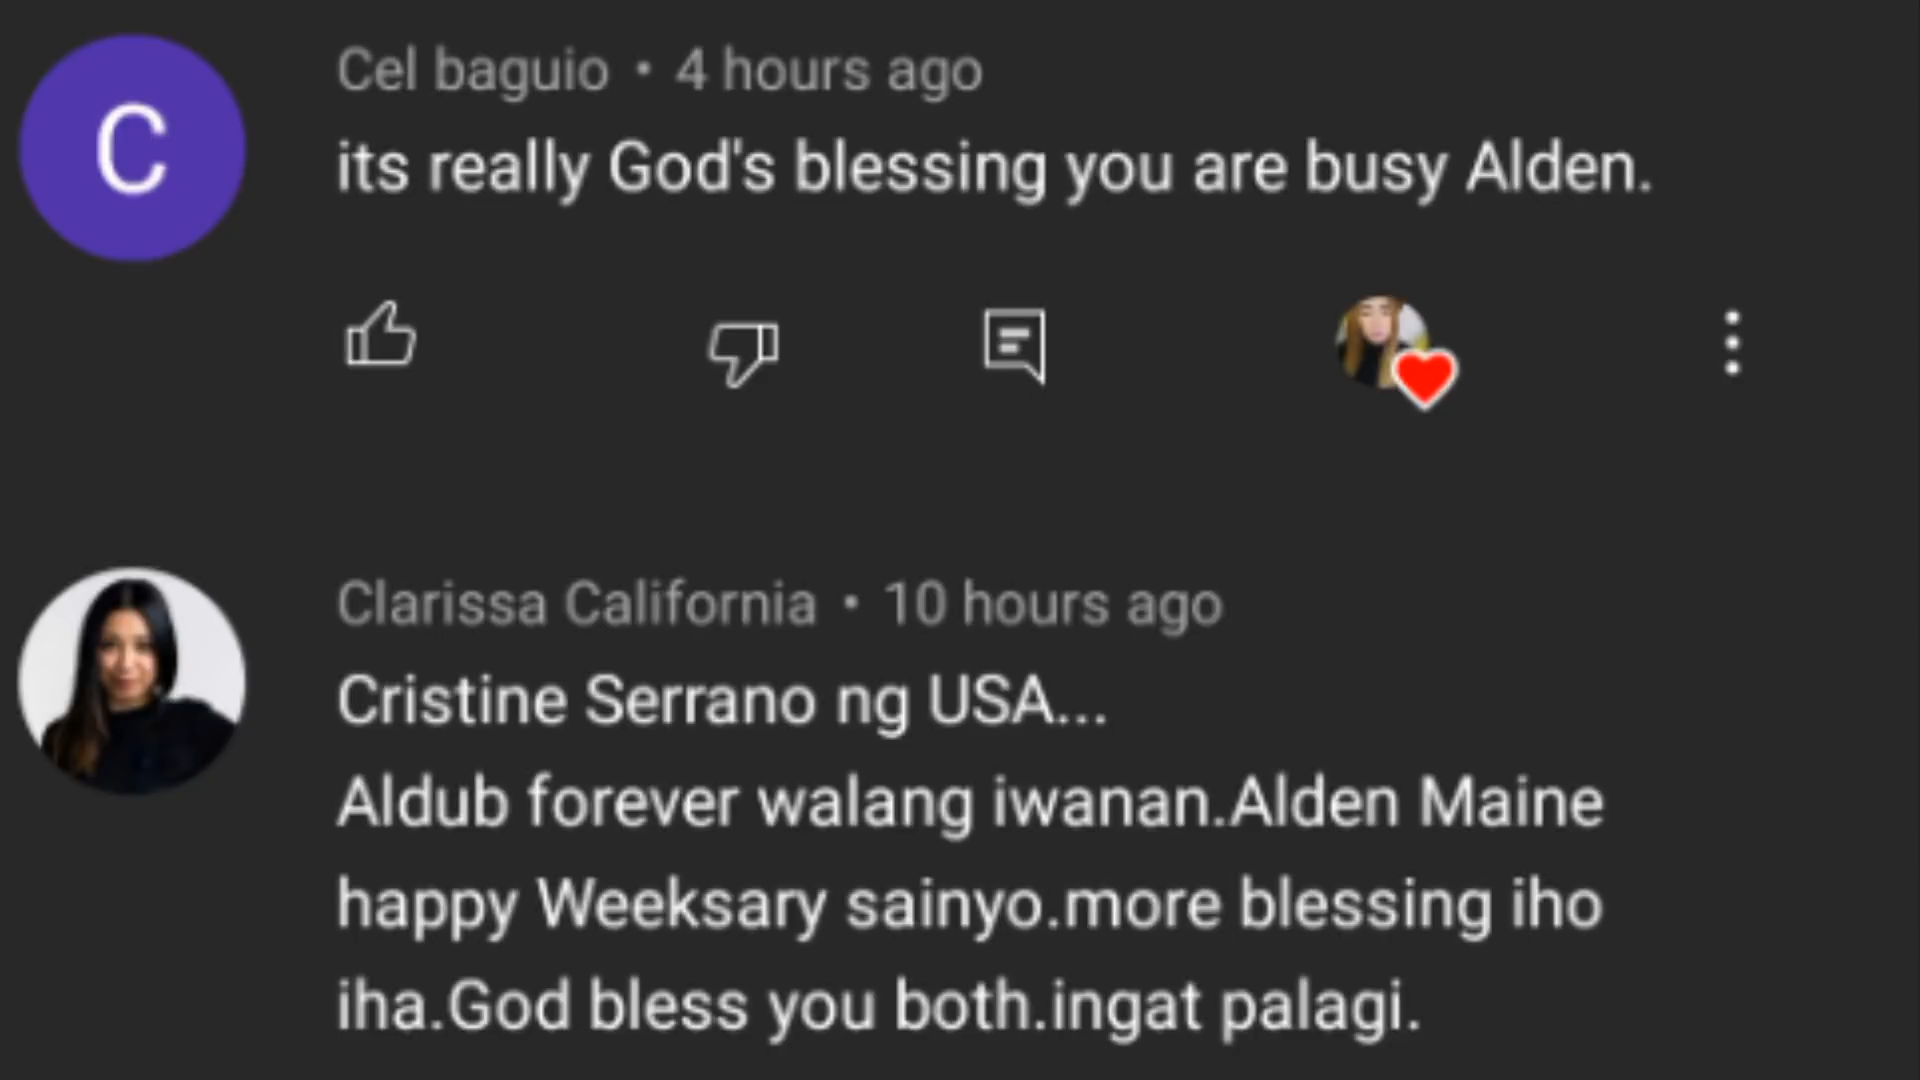 C
Cel baguio • 4 hours ago
its really God's blessing you are busy Alden.
Clarissa California • 10 hours ago
Cristine Serrano ng USA...
Aldub forever walang iwanan.Alden Maine
happy Weeksary sainyo.more blessing iho
iha.God bless you both.ingat palagi.